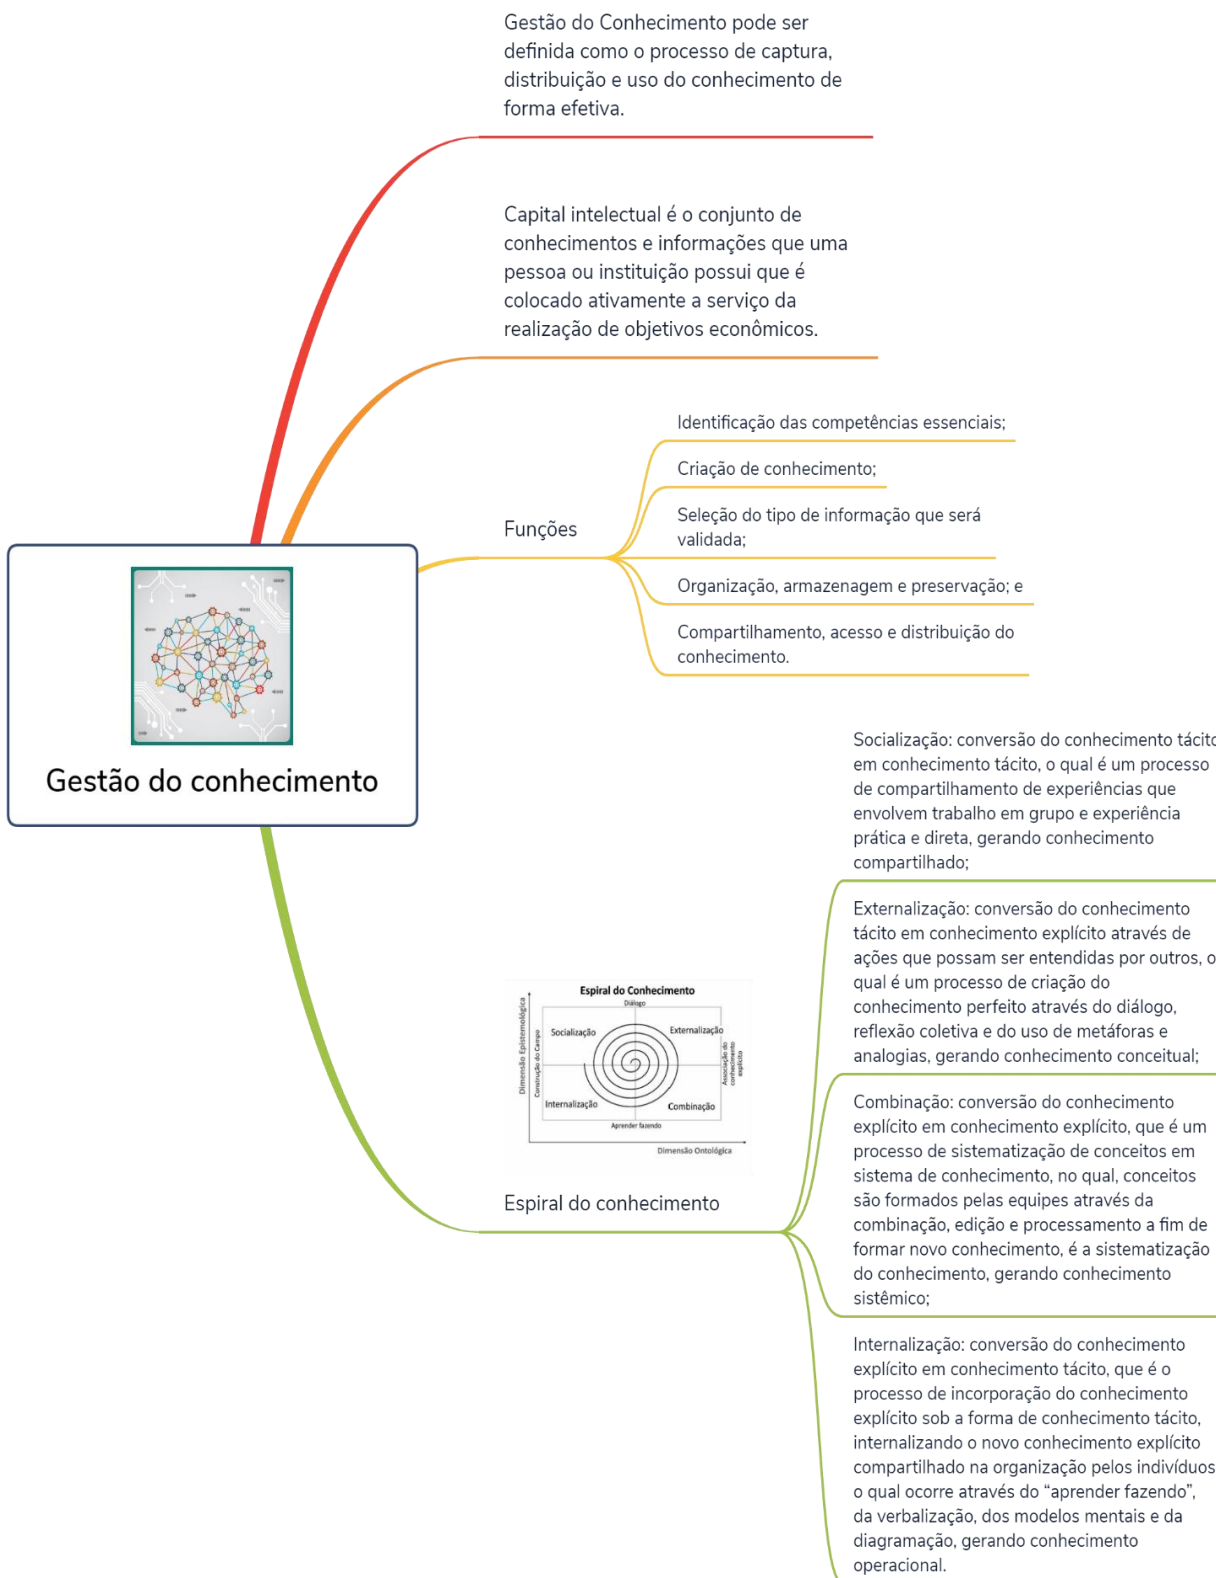 Gestão do Conhecimento pode ser
definida como o processo de captura,
distribuição e uso do conhecimento de
forma efetiva.
Capital intelectual é o conjunto de
conhecimentos e informações que uma
pessoa ou instituição possui que é
colocado ativamente a serviço da
realização de objetivos econômicos.
Funções
Identificação das competências essenciais;
Criação de conhecimento;
Seleção do tipo de informação que será
validada;
Organização, armazenagem e preservação; e
Compartilhamento, acesso e distribuição do
conhecimento.
Gestão do conhecimento
Espiral do Conhecimento
Diálogo
Dimensão Epistemológica
Construção do Campo
Socialização
Externalização
Associação do
conhecimento
explícito
Internalização
Combinação
Aprender fazendo
Dimensão Ontológica
Espiral do conhecimento
Socialização: conversão do conhecimento tácito
em conhecimento tácito, o qual é um processo
de compartilhamento de experiências que
envolvem trabalho em grupo e experiência
prática e direta, gerando conhecimento
compartilhado;
Externalização: conversão do conhecimento
tácito em conhecimento explícito através de
ações que possam ser entendidas por outros, o
qual é um processo de criação do
conhecimento perfeito através do diálogo,
reflexão coletiva e do uso de metáforas e
analogias, gerando conhecimento conceitual;
Combinação: conversão do conhecimento
explícito em conhecimento explícito, que é um
processo de sistematização de conceitos em
sistema de conhecimento, no qual, conceitos
são formados pelas equipes através da
combinação, edição e processamento a fim de
formar novo conhecimento, é a sistematização
do conhecimento, gerando conhecimento
sistêmico;
Internalização: conversão do conhecimento
explícito em conhecimento tácito, que é o
processo de incorporação do conhecimento
explícito sob a forma de conhecimento tácito,
internalizando o novo conhecimento explícito
compartilhado na organização pelos indivíduos
o qual ocorre através do “aprender fazendo”,
da verbalização, dos modelos mentais e da
diagramação, gerando conhecimento
operacional.